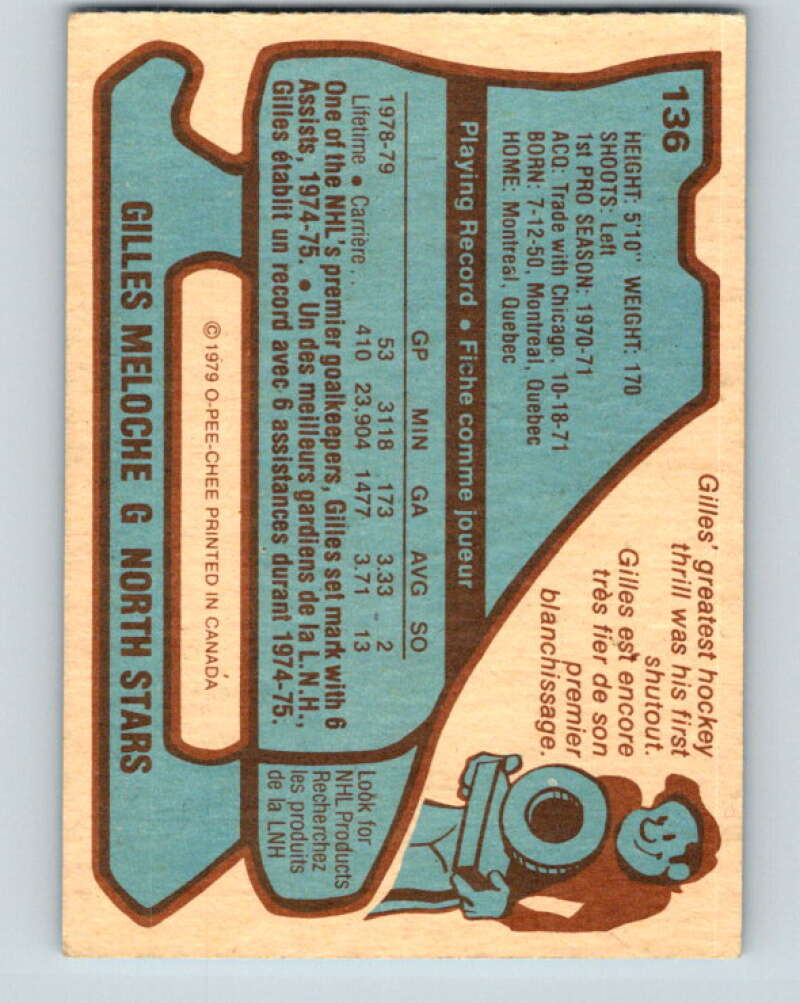 136
HEIGHT: 5'10" WEIGHT: 170
SHOOTS: Left
1st PRO SEASON: 1970-71
ACQ: Trade with Chicago, 10-18-71
BORN: 7-12-50, Montreal, Quebec
HOME: Montreal, Quebec
Gilles' greatest hockey
thrill was his first
shutout.
Gilles est encore
très fier de son
premier
blanchissage.
Playing Record • Fiche comme joueur
GP MIN GA AVG SO
1978-79 53 3118 173 3.33 2
Lifetime • Carrière .. 410 23,904 1477 3.71 13
One of the NHL's premier goalkeepers, Gilles set mark with 6
Assists, 1974-75. • Un des meilleurs gardiens de la L.N.H.,
Gilles établit un record avec 6 assistances durant 1974-75.
Look for
NHL Products
Recherchez
les produits
de la LNH
© 1979 O-PEE-CHEE PRINTED IN CANADA
GILLES MELOCHE G NORTH STARS